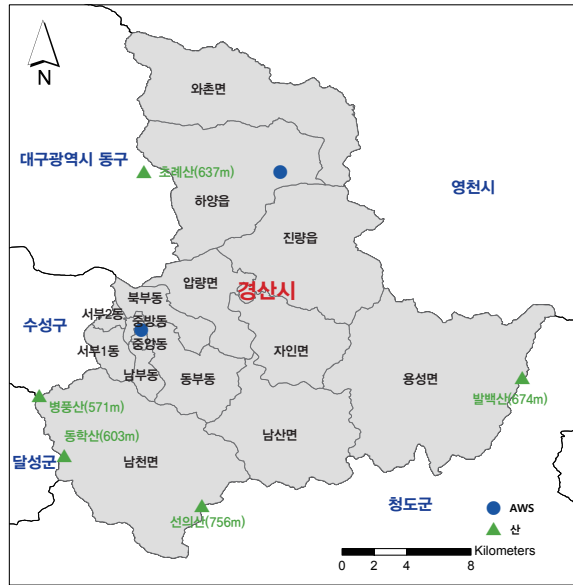 N
와촌면
대구광역시 동구
초례산(637m)
영천시
하양읍
진량읍
압량면
경산시
북부동
서부2동
중방동
수성구
중앙동
서부1동
자인면
남부동
동부동
용성면
발백산(674m)
병풍산(571m)
동학산(603m)
남산면
달성군
남천면
청도군
선의산(756m)
AWS
산
Kilometers
0 2 4 8